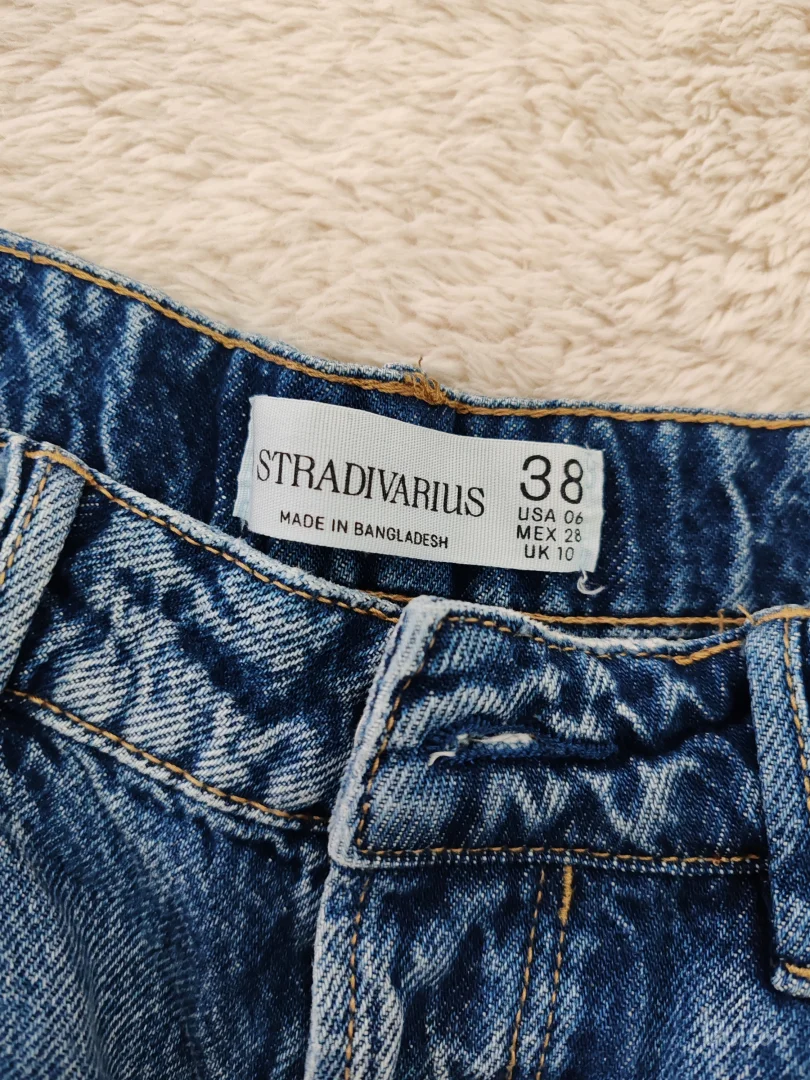 STRADIVARIUS
MADE IN BANGLADESH
38
USA 06
MEX 28
UK 10